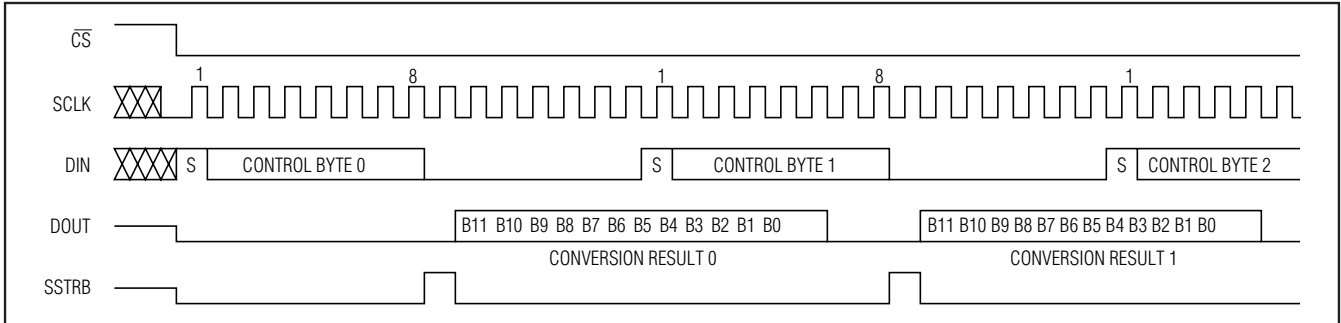 CS
1 8 1 8 1
SCLK
DIN S CONTROL BYTE 0 S CONTROL BYTE 1 S CONTROL BYTE 2
DOUT B11 B10 B9 B8 B7 B6 B5 B4 B3 B2 B1 B0 B11 B10 B9 B8 B7 B6 B5 B4 B3 B2 B1 B0
CONVERSION RESULT 0 CONVERSION RESULT 1
SSTRB